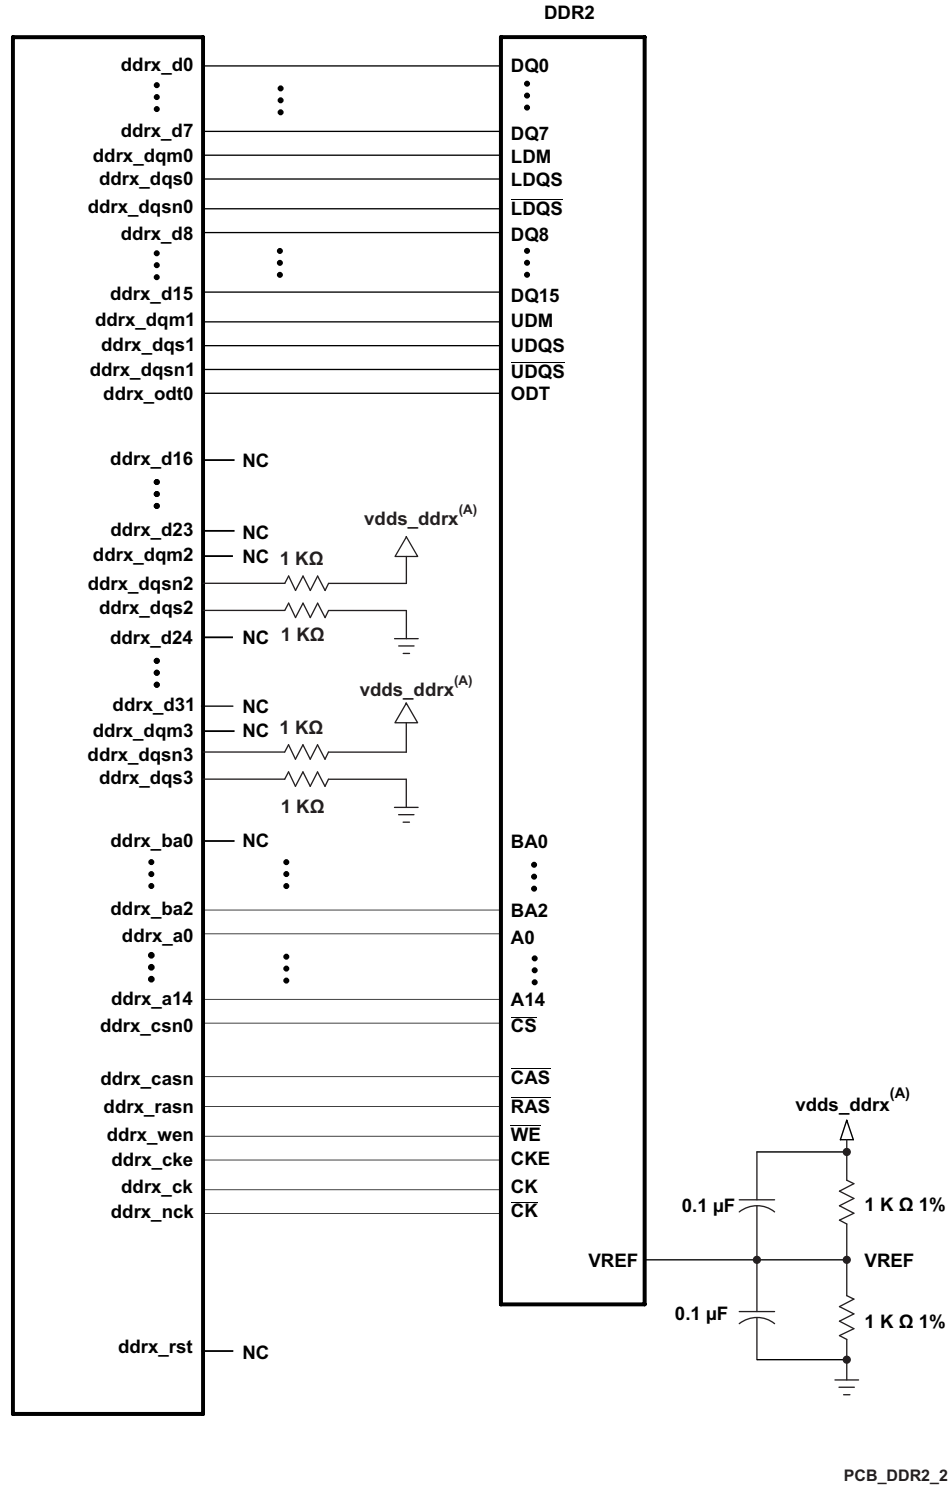 DDR2
ddrx_d0 DQ0
ddrx_d7 DQ7
ddrx_dqm0 LDM
ddrx_dqs0 LDQS
ddrx_dqsn0 LDQS
ddrx_d8 DQ8
ddrx_d15 DQ15
ddrx_dqm1 UDM
ddrx_dqs1 UDQS
ddrx_dqsn1 UDQS
ddrx_odt0 ODT
ddrx_d16 NC
vdds_ddrx(A)
ddrx_d23 NC
ddrx_dqm2 NC 1 KΩ
ddrx_dqsn2
ddrx_dqs2
ddrx_d24 NC 1 KΩ
vdds_ddrx(A)
ddrx_d31 NC
ddrx_dqm3 NC 1 KΩ
ddrx_dqsn3
ddrx_dqs3
1 KΩ
ddrx_ba0 NC BA0
ddrx_ba2 BA2
ddrx_a0 A0
ddrx_a14 A14
ddrx_csn0 CS
ddrx_casn CAS
ddrx_rasn RAS
vdds_ddrx(A)
ddrx_wen WE
ddrx_cke CKE
ddrx_ck CK
0.1 µF 1 K Ω 1%
ddrx_nck CK
VREF VREF
0.1 µF 1 K Ω 1%
ddrx_rst NC
PCB_DDR2_2